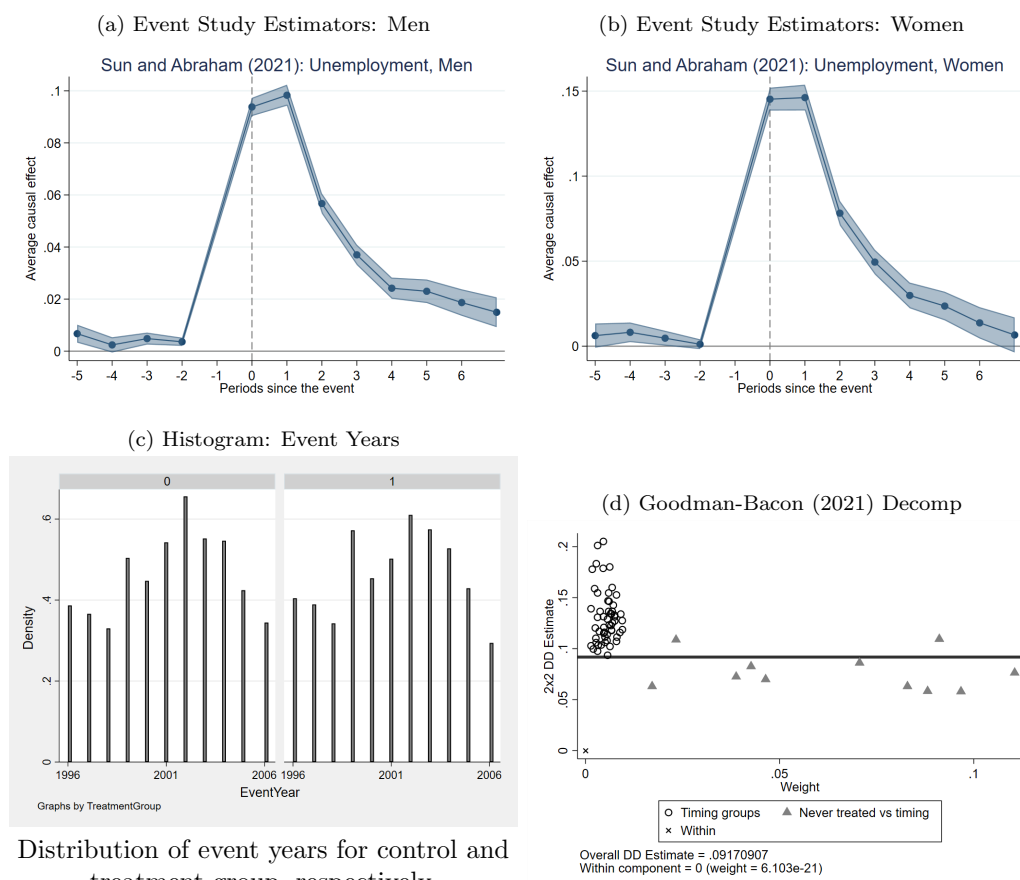 (a) Event Study Estimators: Men
Sun and Abraham (2021): Unemployment, Men
Average causal effect
.1
.08
.06
.04
.02
0
-5 -4 -3 -2 -1 0 1 2 3 4 5 6
Periods since the event
(b) Event Study Estimators: Women
Sun and Abraham (2021): Unemployment, Women
Average causal effect
.15
.1
.05
0
-5 -4 -3 -2 -1 0 1 2 3 4 5 6
Periods since the event
(c) Histogram: Event Years
0 1
Density
.6
.4
.2
0
1996 2001 2006 1996 2001 2006
EventYear
Graphs by TreatmentGroup
Distribution of event years for control and
treatment group, respectively
(d) Goodman-Bacon (2021) Decomp
2x2 DD Estimate
.2
.15
.1
.05
0
0 .05 .1
Weight
Timing groups Never treated vs timing
Within
Overall DD Estimate = .09170907
Within component = 0 (weight = 6.103e-21)